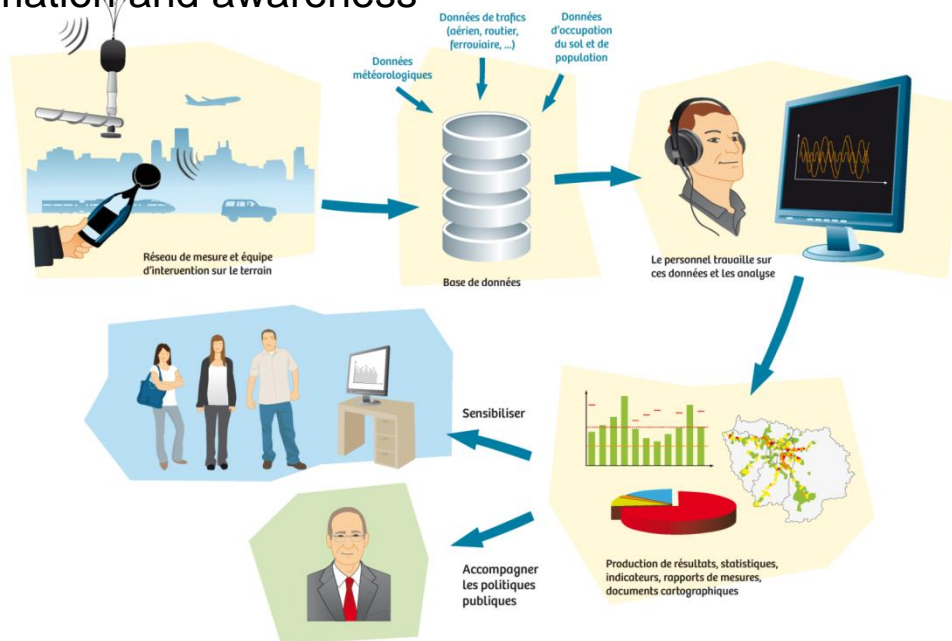 and awareness
Données de trafics
(aérien, routier,
ferroviaire, ...)
Données
d'occupation
du sol et de
population
Données
météorologiques
Réseau de mesure et équipe
d'intervention sur le terrain
Base de données
Le personnel travaille sur
ces données et les analyse
Sensibiliser
Accompagner
les politiques
publiques
Production de résultats, statistiques,
indicateurs, rapports de mesures,
documents cartographiques